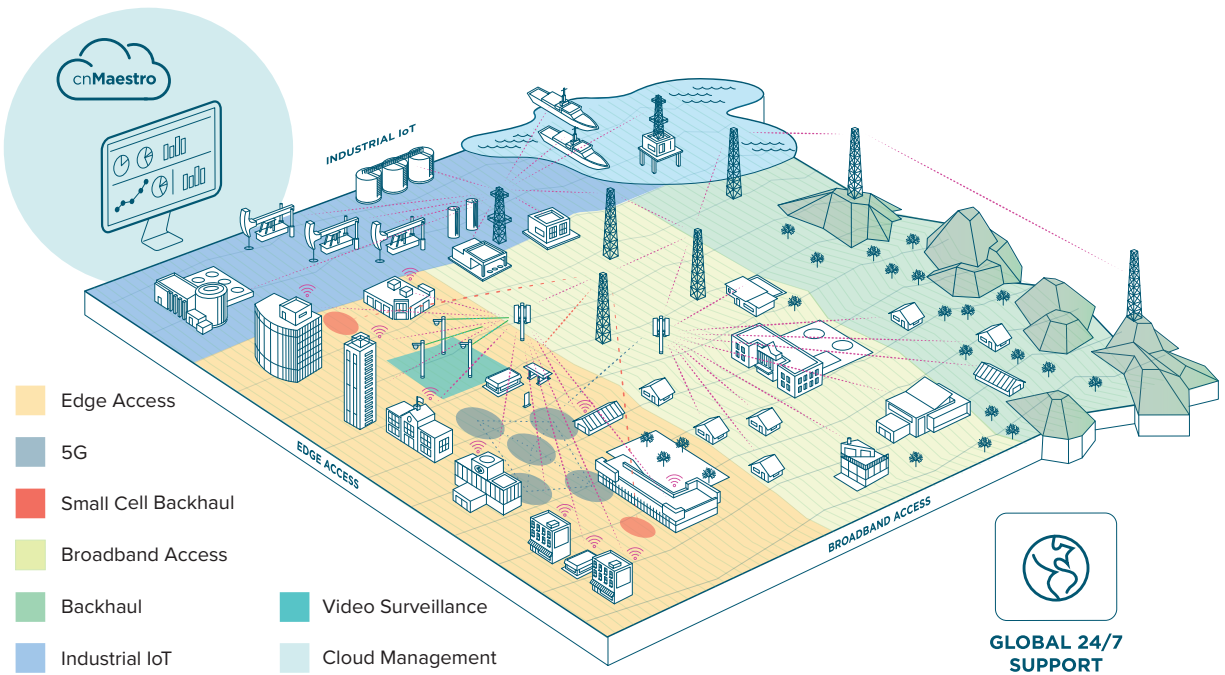 cnMaestro
INDUSTRIAL IoT
EDGE ACCESS
BROADBAND ACCESS
Edge Access
5G
Small Cell Backhaul
Broadband Access
Backhaul
Industrial IoT
Video Surveillance
Cloud Management
GLOBAL 24/7
SUPPORT